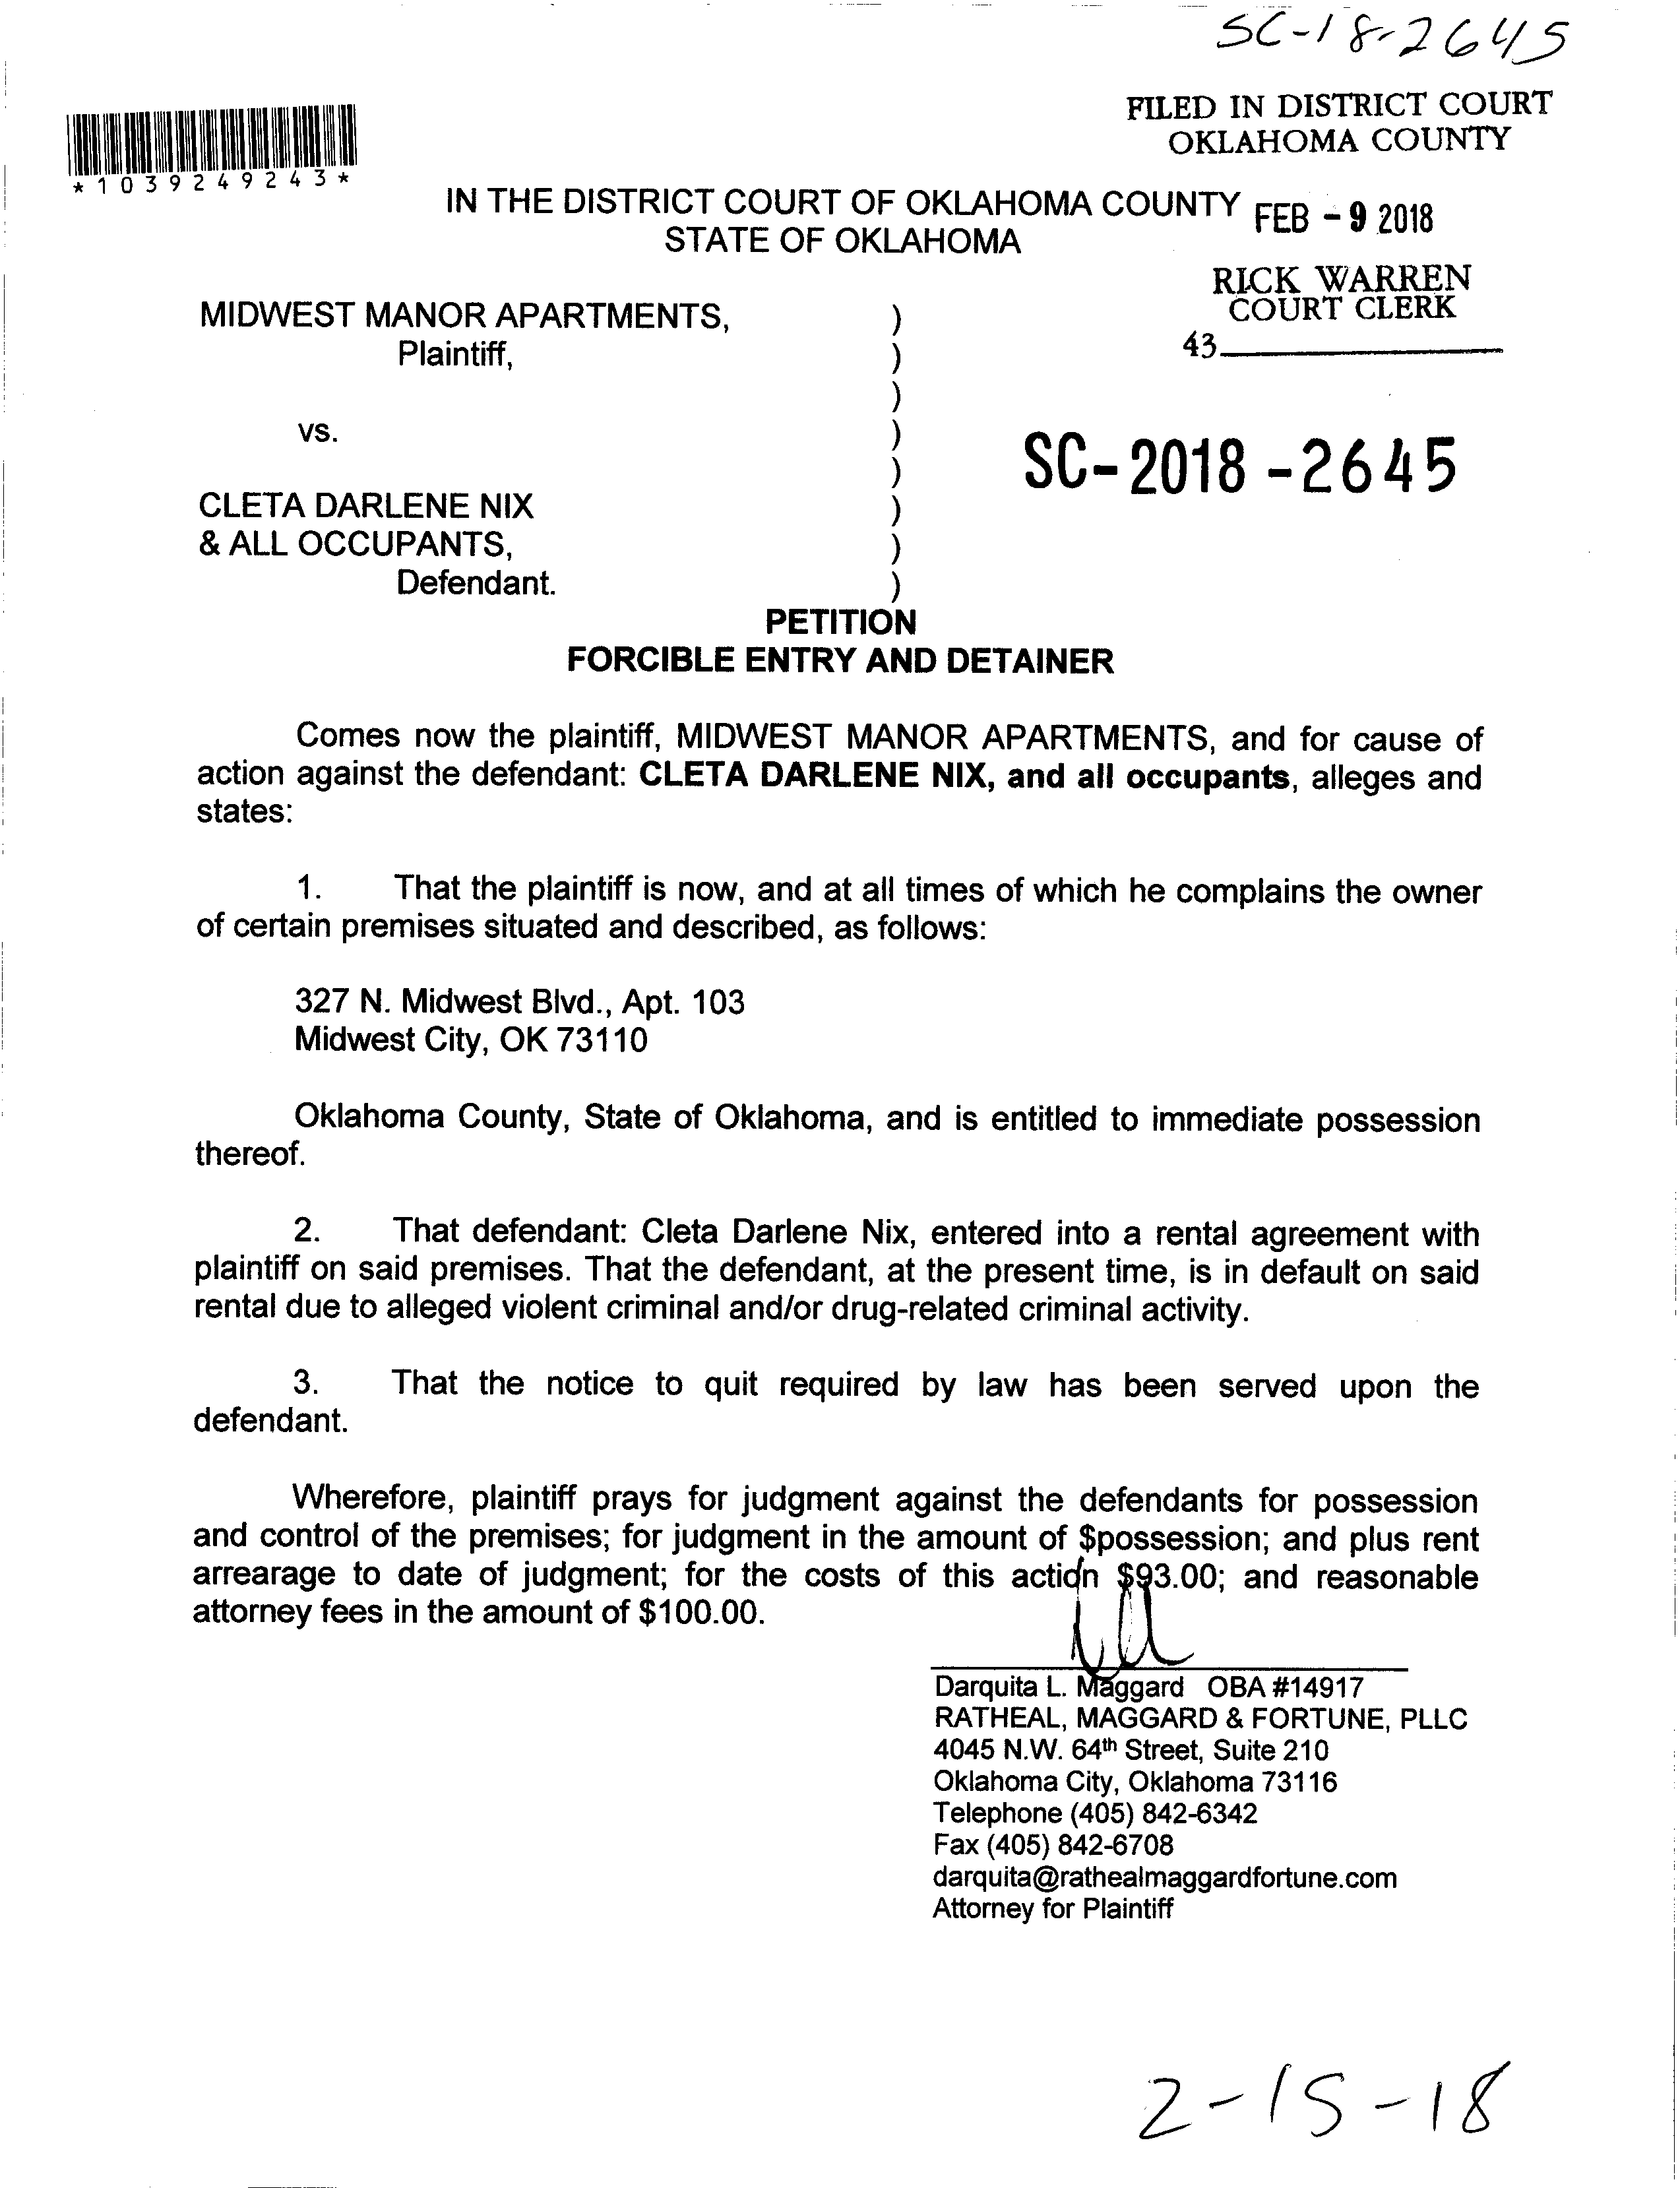 SC-18-2645
FILED IN DISTRICT COURT
OKLAHOMA COUNTY
*1039249243*
IN THE DISTRICT COURT OF OKLAHOMA COUNTY
STATE OF OKLAHOMA
FEB - 9 2018
RICK WARREN
COURT CLERK
43
MIDWEST MANOR APARTMENTS, )
Plaintiff, )
)
vs. )
)
SC-2018-2645
CLETA DARLENE NIX )
& ALL OCCUPANTS, )
Defendant. )
PETITION
FORCIBLE ENTRY AND DETAINER
Comes now the plaintiff, MIDWEST MANOR APARTMENTS, and for cause of
action against the defendant: CLETA DARLENE NIX, and all occupants, alleges and
states:
1. That the plaintiff is now, and at all times of which he complains the owner
of certain premises situated and described, as follows:
327 N. Midwest Blvd., Apt. 103
Midwest City, OK 73110
Oklahoma County, State of Oklahoma, and is entitled to immediate possession
thereof.
2. That defendant: Cleta Darlene Nix, entered into a rental agreement with
plaintiff on said premises. That the defendant, at the present time, is in default on said
rental due to alleged violent criminal and/or drug-related criminal activity.
3. That the notice to quit required by law has been served upon the
defendant.
Wherefore, plaintiff prays for judgment against the defendants for possession
and control of the premises; for judgment in the amount of $possession; and plus rent
arrearage to date of judgment; for the costs of this action $93.00; and reasonable
attorney fees in the amount of $100.00.
Darquita L. Maggard OBA #14917
RATHEAL, MAGGARD & FORTUNE, PLLC
4045 N.W. 64th Street, Suite 210
Oklahoma City, Oklahoma 73116
Telephone (405) 842-6342
Fax (405) 842-6708
darquita@rathealmaggardfortune.com
Attorney for Plaintiff
2-15-18